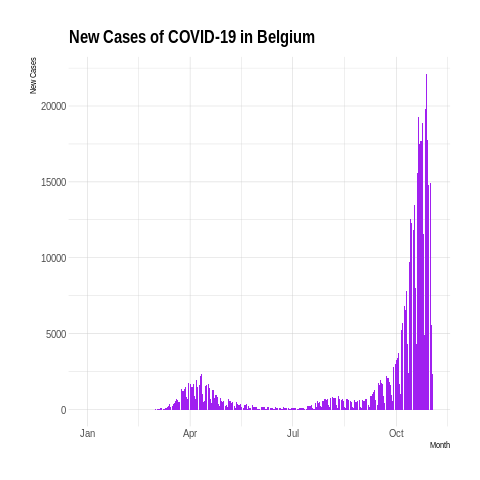 New Cases of COVID-19 in Belgium
New Cases
20000
15000
10000
5000
0
Jan Apr Jul Oct
Month